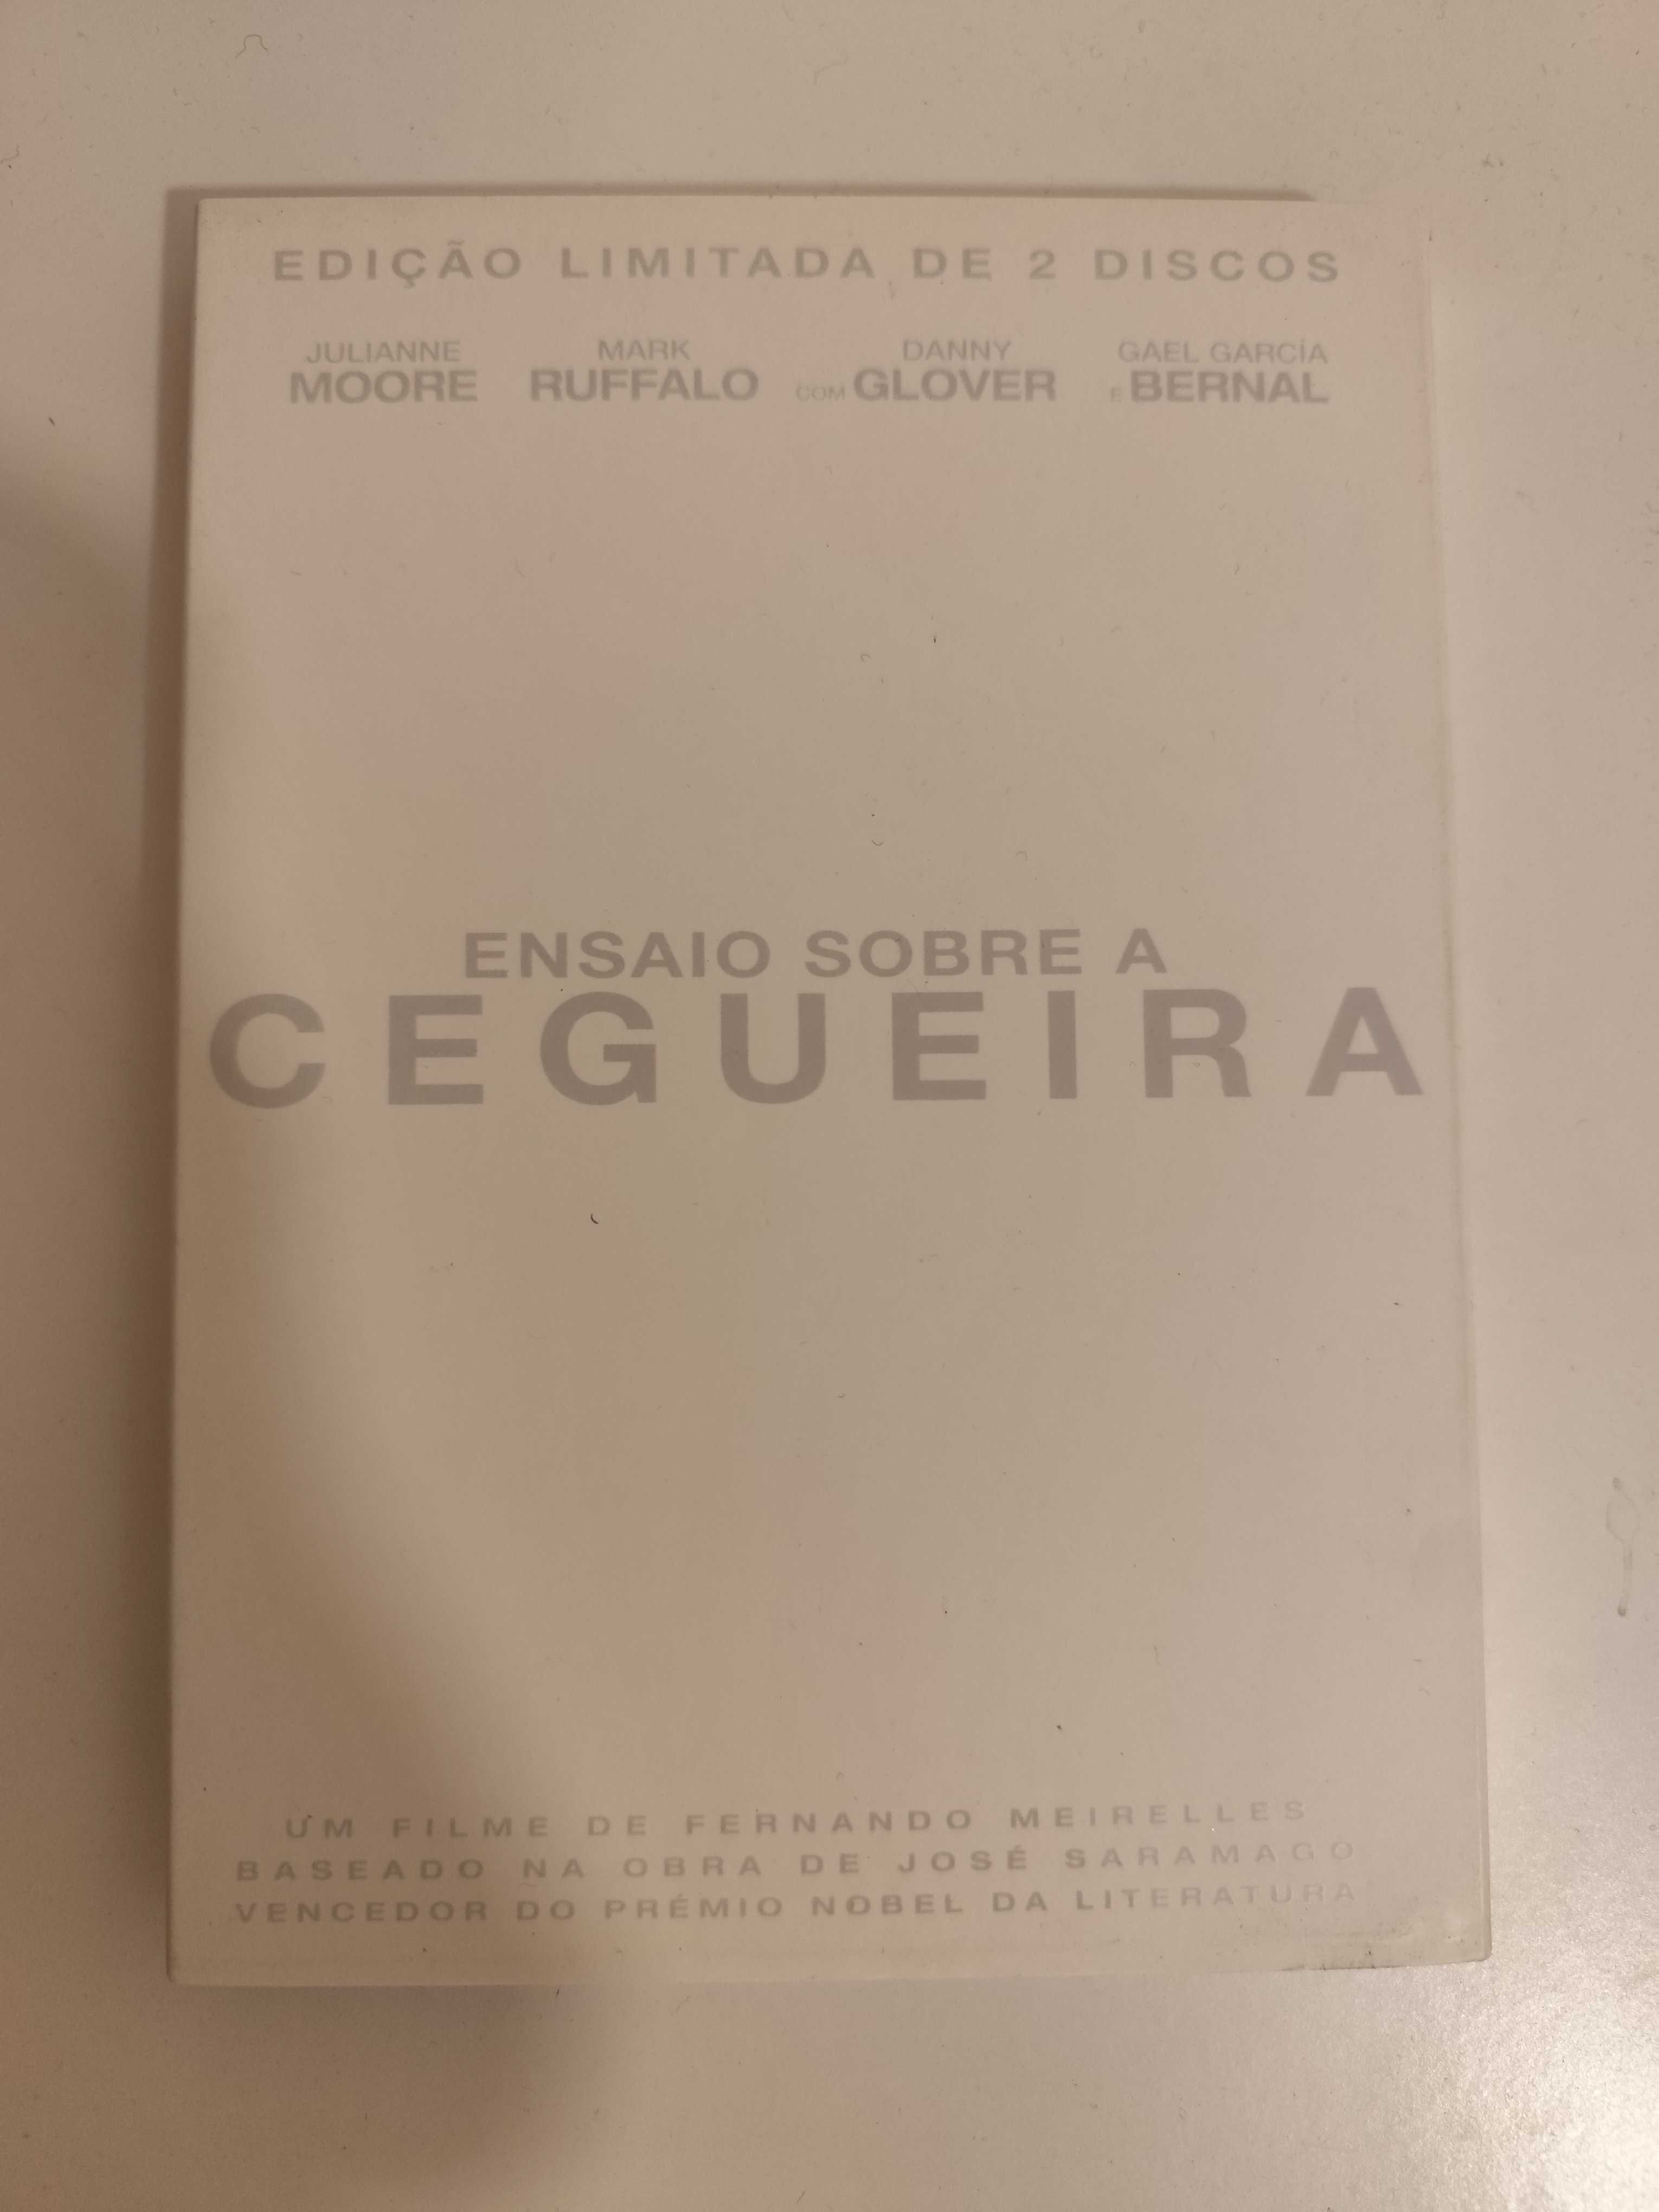 EDIÇÃO LIMITADA DE 2 DISCOS
JULIANNE MOORE MARK RUFFALO COM DANNY GLOVER E GAEL GARCÍA BERNAL
ENSAIO SOBRE A
CEGUEIRA
UM FILME DE FERNANDO MEIRELLES
BASEADO NA OBRA DE JOSÉ SARAMAGO
VENCEDOR DO PRÉMIO NOBEL DA LITERATURA